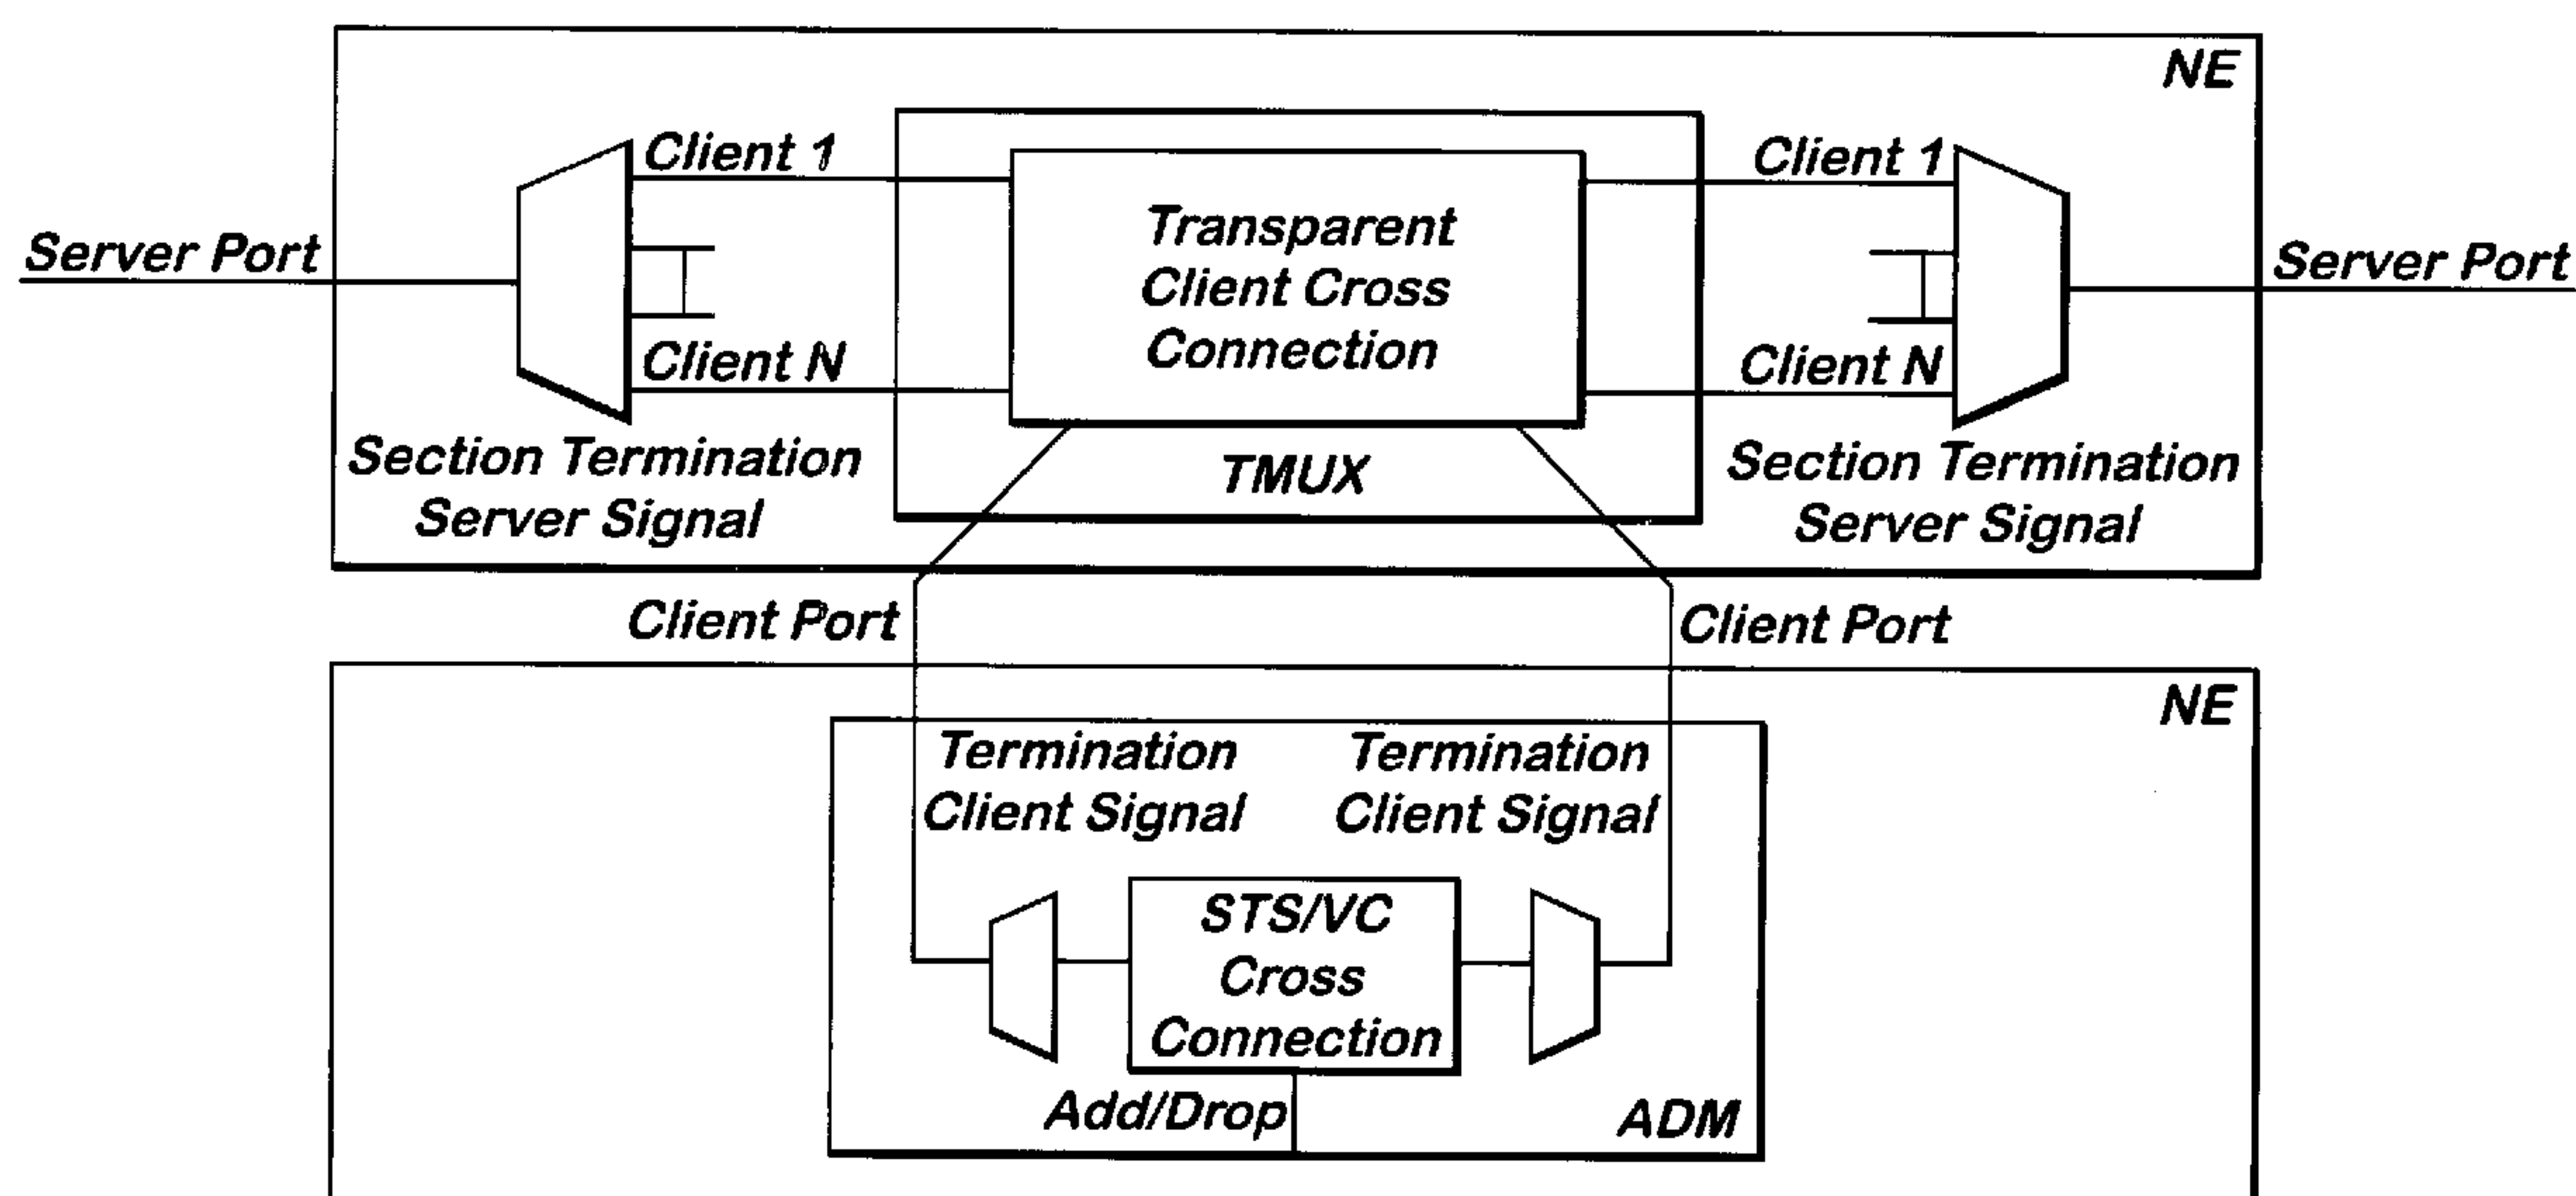 NE
Client 1
Client 1
Transparent
Client Cross
Connection
Server Port
Server Port
Client N
Client N
Section Termination
Server Signal
TMUX
Section Termination
Server Signal
Client Port
Client Port
NE
Termination
Client Signal
Termination
Client Signal
STS/VC
Cross
Connection
Add/Drop
ADM